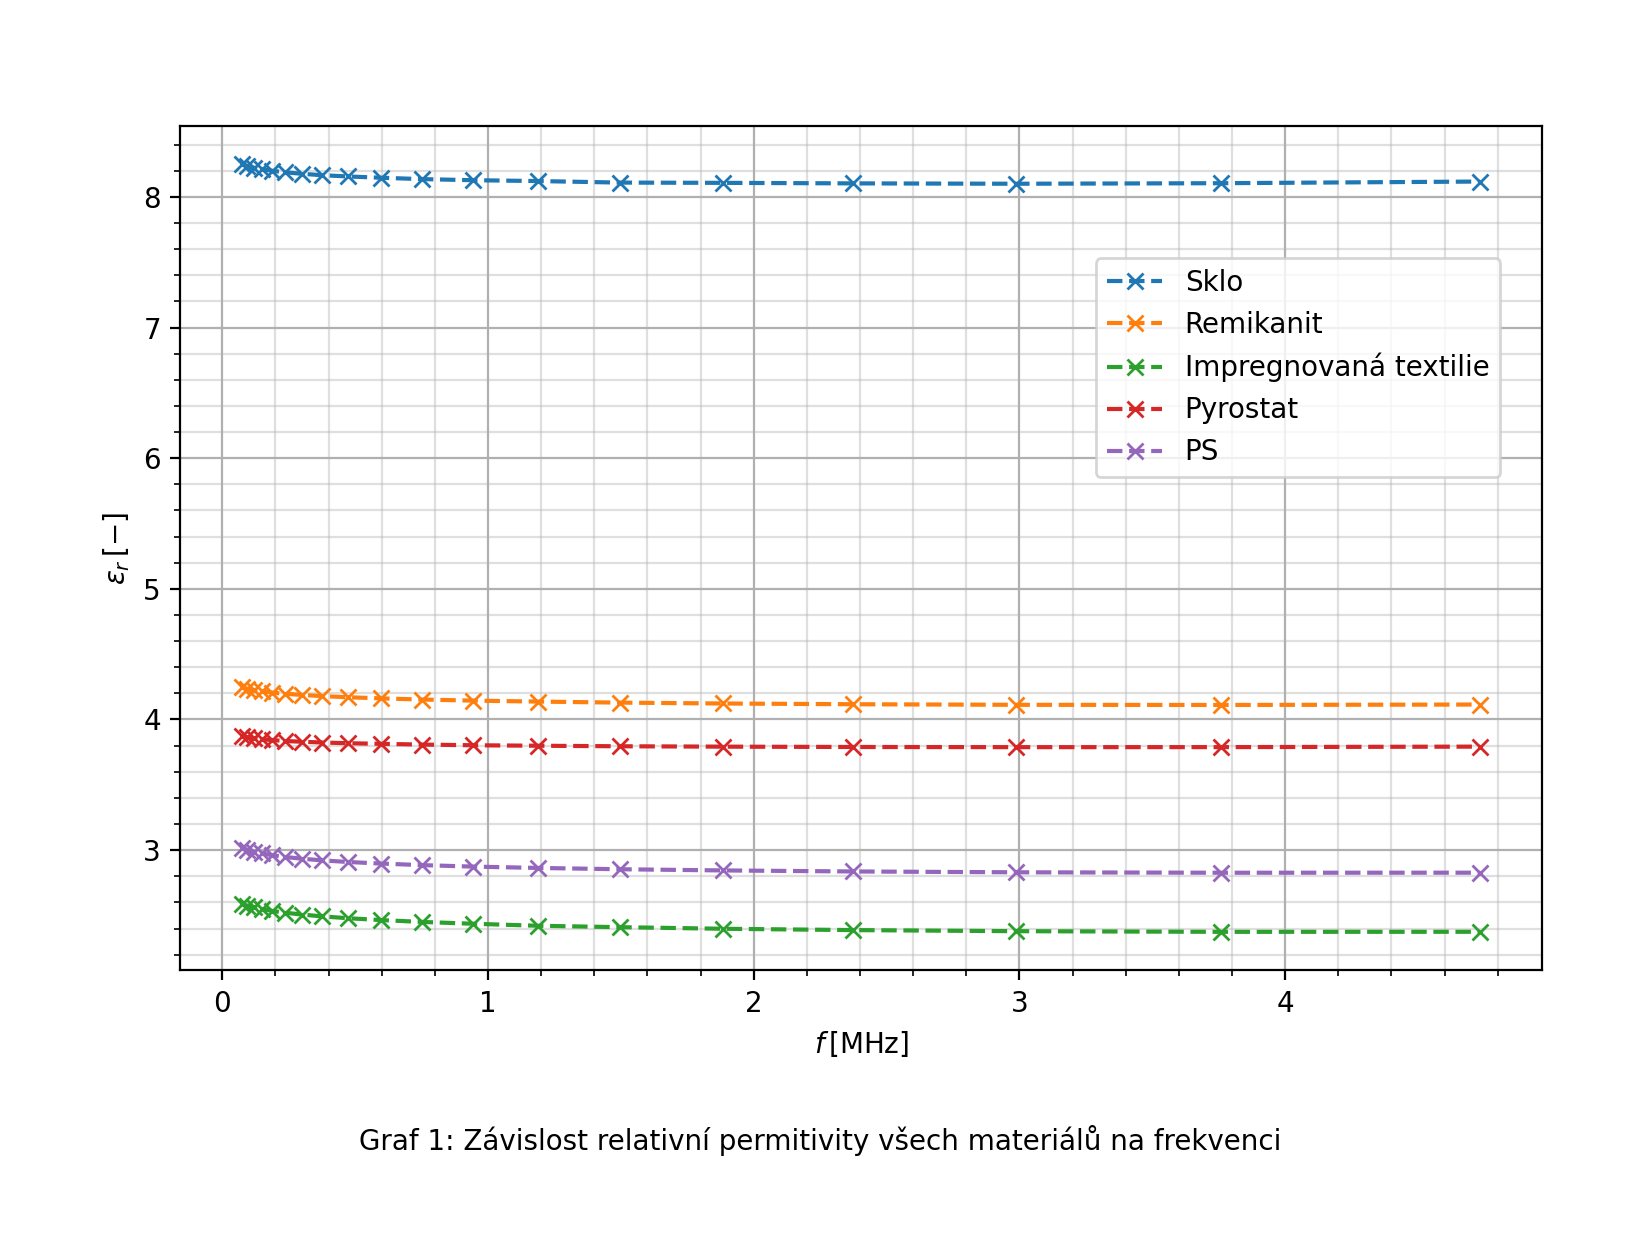 8
7
6
5
4
3
εr [−]
Sklo
Remikanit
Impregnovaná textilie
Pyrostat
PS
0 1 2 3 4
f [MHz]
Graf 1: Závislost relativní permitivity všech materiálů na frekvenci